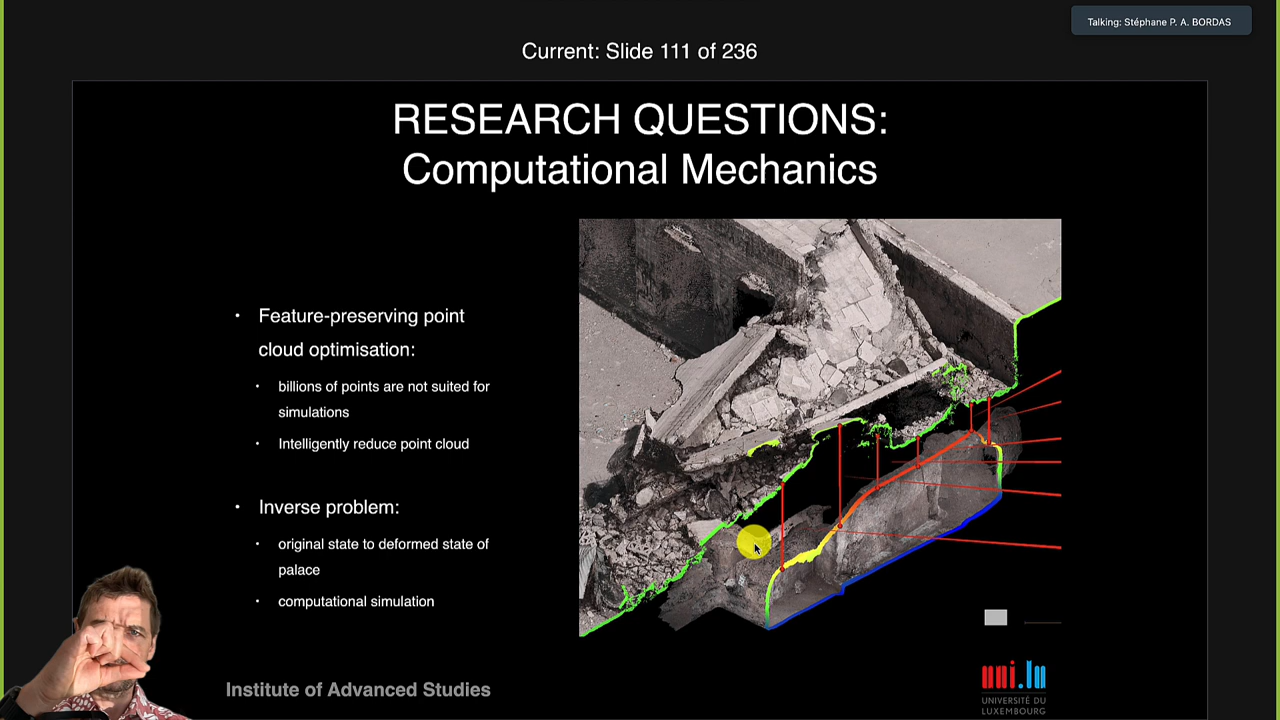 Talking: Stéphane P. A. BORDAS
Current: Slide 111 of 236
RESEARCH QUESTIONS:
Computational Mechanics
• Feature-preserving point
cloud optimisation:
• billions of points are not suited for
simulations
• Intelligently reduce point cloud
• Inverse problem:
• original state to deformed state of
palace
• computational simulation
Institute of Advanced Studies
uni.lu
UNIVERSITÉ DU
LUXEMBOURG